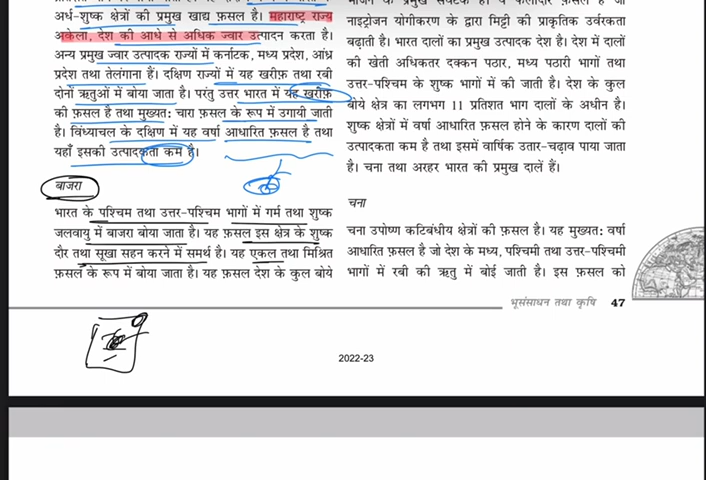 अर्ध-शुष्क क्षेत्रों की प्रमुख खाद्य फ़सल है। महाराष्ट्र राज्य
अकेला, देश की आधे से अधिक ज्वार उत्पादन करता है।
अन्य प्रमुख ज्वार उत्पादक राज्यों में कर्नाटक, मध्य प्रदेश, आंध्र
प्रदेश तथा तेलंगाना हैं। दक्षिण राज्यों में यह खरीफ़ तथा रबी
दोनों ऋतुओं में बोया जाता है। परंतु उत्तर भारत में यह खरीफ़
की फ़सल है तथा मुख्यत: चारा फ़सल के रूप में उगायी जाती
है। विंध्याचल के दक्षिण में यह वर्षा आधारित फ़सल है तथा
यहाँ इसकी उत्पादकता कम है।
बाजरा
भारत के पश्चिम तथा उत्तर-पश्चिम भागों में गर्म तथा शुष्क
जलवायु में बाजरा बोया जाता है। यह फ़सल इस क्षेत्र के शुष्क
दौर तथा सूखा सहन करने में समर्थ है। यह एकल तथा मिश्रित
फ़सल के रूप में बोया जाता है। यह फ़सल देश के कुल बोये
नाइट्रोजन योगीकरण के द्वारा मिट्टी की प्राकृतिक उर्वरकता
बढ़ाती है। भारत दालों का प्रमुख उत्पादक देश है। देश में दालों
की खेती अधिकतर दक्कन पठार, मध्य पठारी भागों तथा
उत्तर-पश्चिम के शुष्क भागों में की जाती है। देश के कुल
बोये क्षेत्र का लगभग 11 प्रतिशत भाग दालों के अधीन है।
शुष्क क्षेत्रों में वर्षा आधारित फ़सल होने के कारण दालों की
उत्पादकता कम है तथा इसमें वार्षिक उतार-चढ़ाव पाया जाता
है। चना तथा अरहर भारत की प्रमुख दालें हैं।
चना
चना उपोष्ण कटिबंधीय क्षेत्रों की फ़सल है। यह मुख्यत: वर्षा
आधारित फ़सल है जो देश के मध्य, पश्चिमी तथा उत्तर-पश्चिमी
भागों में रबी की ऋतु में बोई जाती है। इस फ़सल को
भूसंसाधन तथा कृषि 47
2022-23